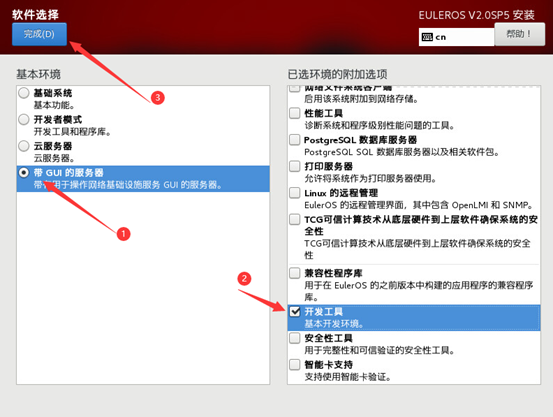 软件选择
EULEROS V2.0SP5 安装
完成(D)
cn
帮助！
3
基本环境
已选环境的附加选项
基础系统
基本功能。
开发者模式
开发工具和程序库。
云服务器
云服务器。
带 GUI 的服务器
带有用于操作网络基础设施服务 GUI 的服务器。
1
网络文件系统客户端
启用该系统附加到网络存储。
性能工具
诊断系统和程序级别性能问题的工具。
PostgreSQL 数据库服务器
PostgreSQL SQL 数据库服务器以及相关软件包。
打印服务器
允许将系统作为打印服务器使用。
Linux 的远程管理
EulerOS 的远程管理界面，其中包含 OpenLMI 和 SNMP。
TCG可信计算技术从底层硬件到上层软件确保系统的安
全性
TCG可信计算技术从底层硬件到上层软件确保系统的安全
性
兼容性程序库
用于在 EulerOS 的之前版本中构建的应用程序的兼容程序
库。
2
开发工具
基本开发环境。
安全性工具
用于完整性和可信验证的安全性工具。
智能卡支持
支持使用智能卡验证。